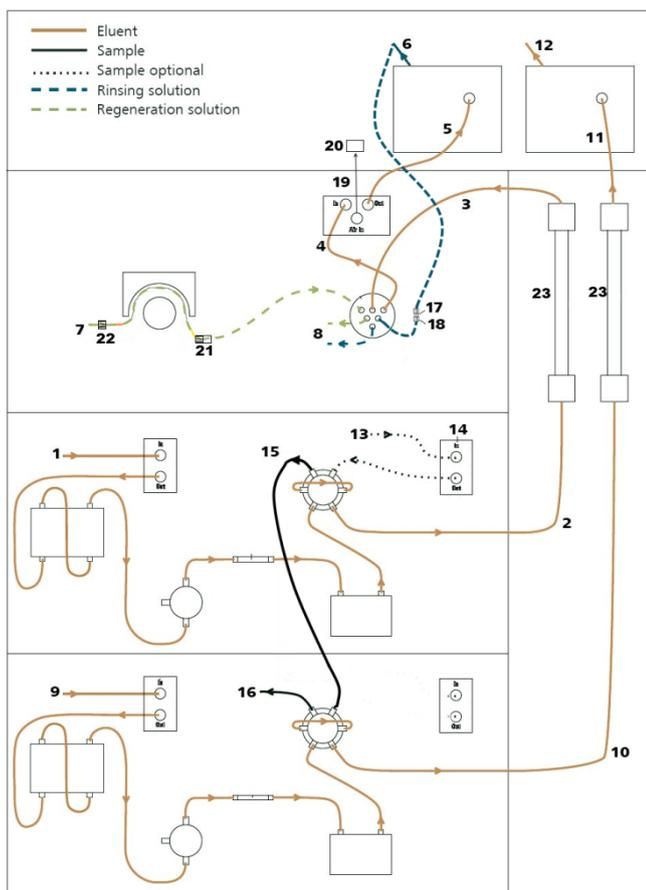 Eluent
Sample
Sample optional
Rinsing solution
Regeneration solution
6
12
5
11
20
19
In
Out
Air In
3
4
23
23
17
18
7
22
21
8
1
In
Out
15
13
14
In
Out
2
9
In
Out
16
In
Out
10